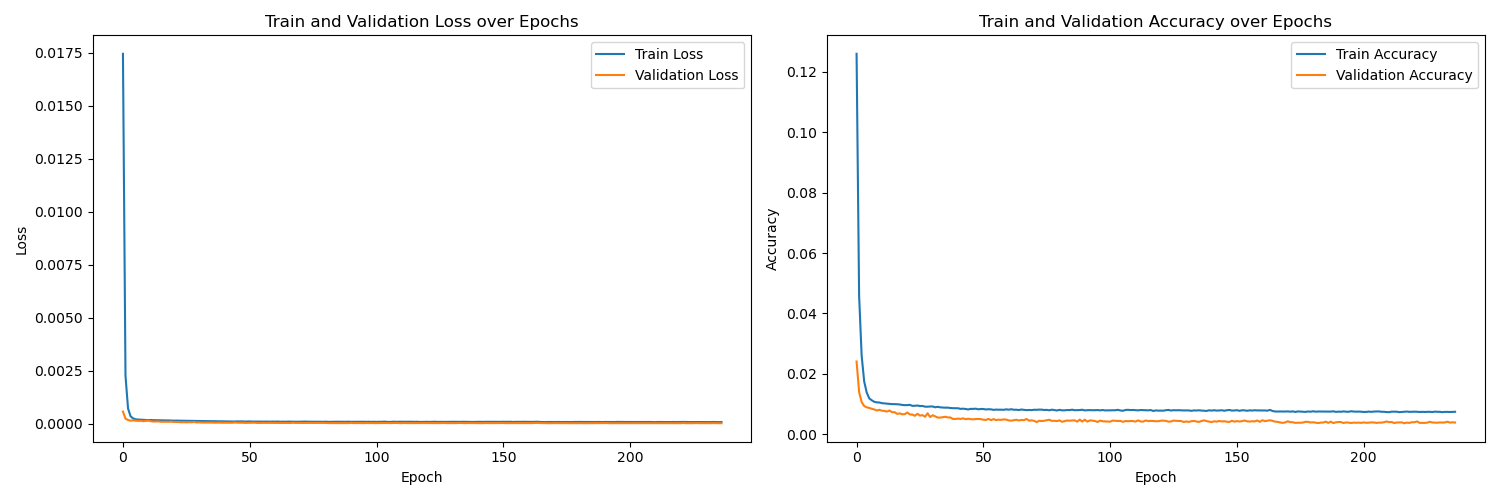 Train and Validation Loss over Epochs
0.0175
0.0150
0.0125
0.0100
0.0075
0.0050
0.0025
0.0000
Loss
0
50
100
150
200
Epoch
Train Loss
Validation Loss
Train and Validation Accuracy over Epochs
0.12
0.10
0.08
0.06
0.04
0.02
0.00
Accuracy
0
50
100
150
200
Epoch
Train Accuracy
Validation Accuracy